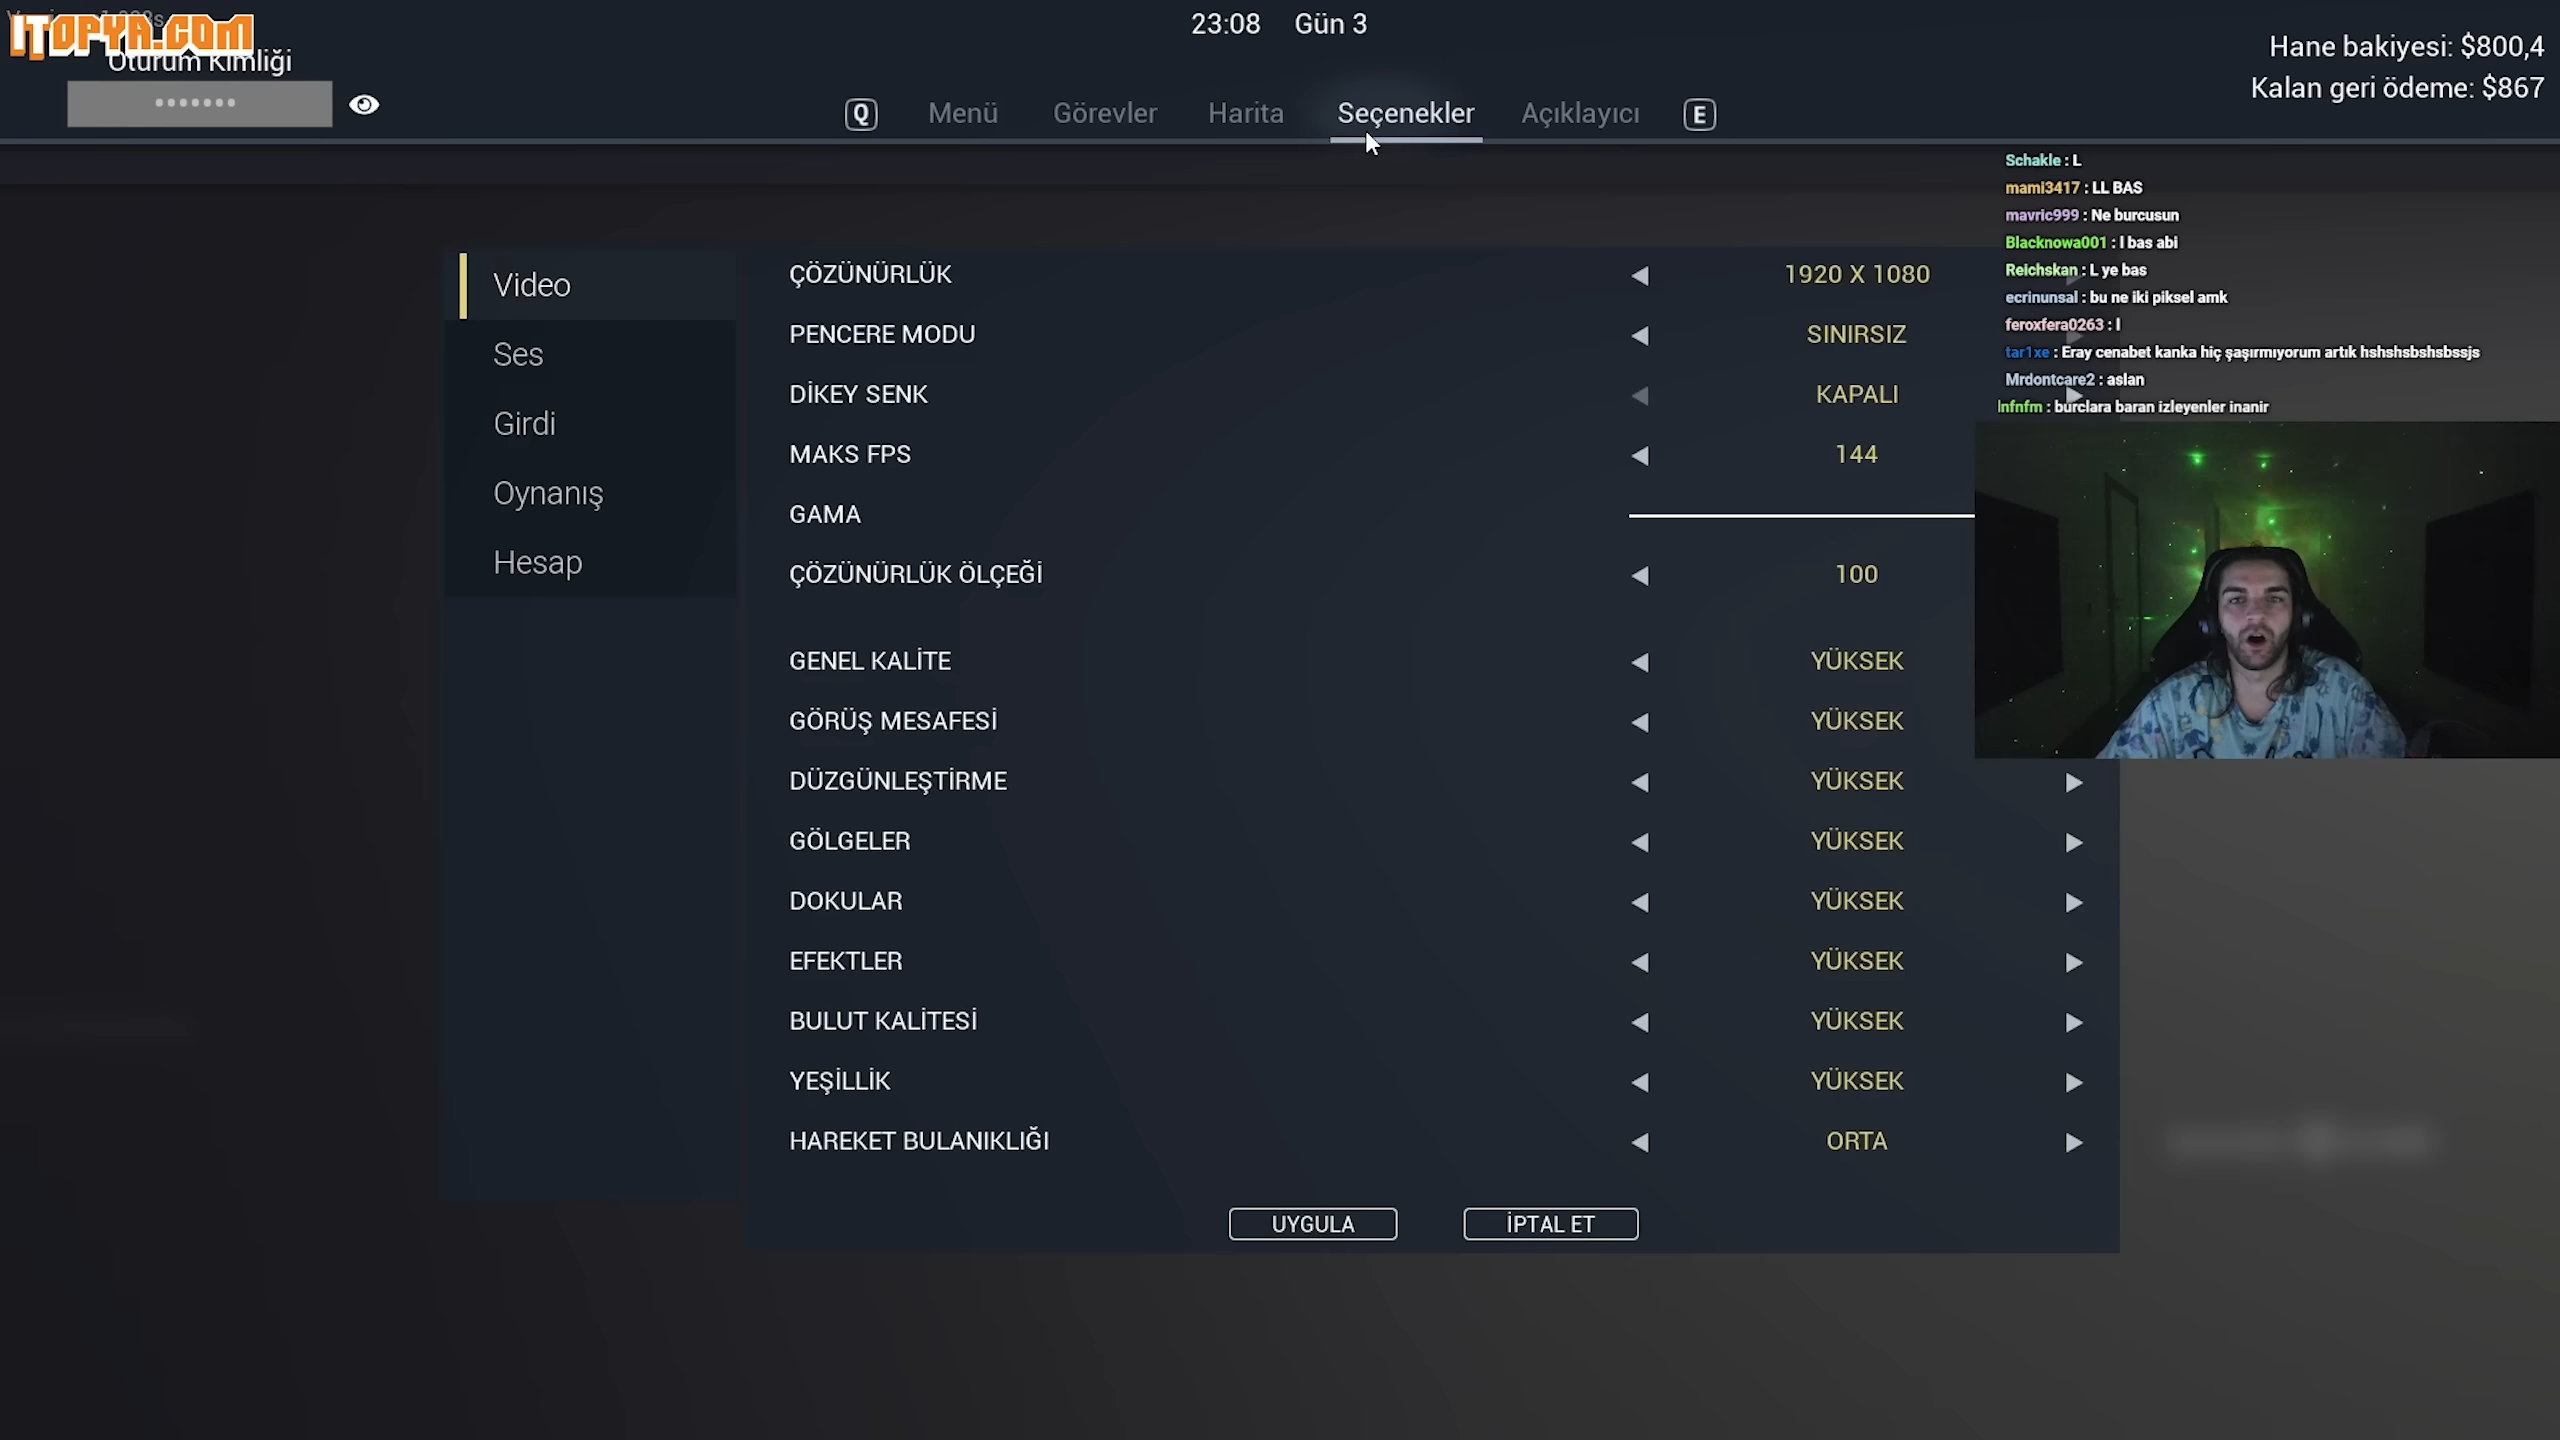 ITOPYA.COM
Oturum Kimliği
•••••••
23:08 Gün 3
Hane bakiyesi: $800,4
Kalan geri ödeme: $867
Q Menü Görevler Harita Seçenekler Açıklayıcı E
Schakle : L
mami3417 : LL BAS
mavric999 : Ne burcusun
Blacknowa001 : l bas abi
Reichskan : L ye bas
ecrinunsal : bu ne iki piksel amk
feroxfera0263 : l
tar1xe : Eray cenabet kanka hiç şaşırmıyorum artık hshshsbshsbssjs
Mrdontcare2 : aslan
lnfnfm : burclara baran izleyenler inanir
Video
Ses
Girdi
Oynanış
Hesap
ÇÖZÜNÜRLÜK 1920 X 1080
PENCERE MODU SINIRSIZ
DİKEY SENK KAPALI
MAKS FPS 144
GAMA
ÇÖZÜNÜRLÜK ÖLÇEĞİ 100
GENEL KALİTE YÜKSEK
GÖRÜŞ MESAFESİ YÜKSEK
DÜZGÜNLEŞTİRME YÜKSEK
GÖLGELER YÜKSEK
DOKULAR YÜKSEK
EFEKTLER YÜKSEK
BULUT KALİTESİ YÜKSEK
YEŞİLLİK YÜKSEK
HAREKET BULANIKLIĞI ORTA
UYGULA İPTAL ET